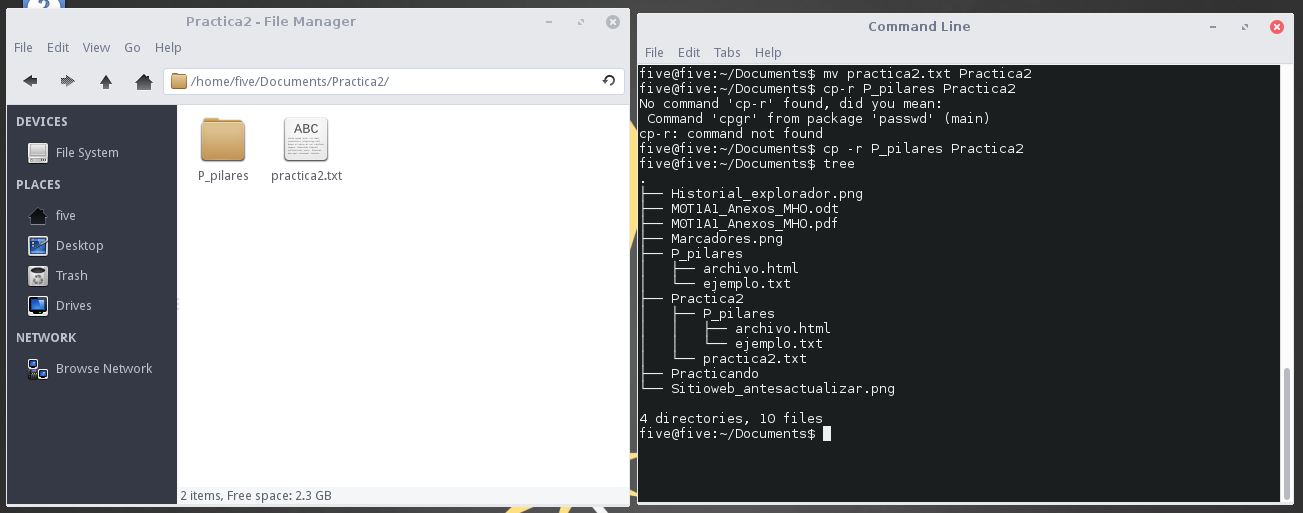 Practica2 - File Manager
File Edit View Go Help
/home/five/Documents/Practica2/
DEVICES
File System
PLACES
five
Desktop
Trash
Drives
NETWORK
Browse Network
ABC
P_pilares
practica2.txt
2 items, Free space: 2.3 GB
Command Line
File Edit Tabs Help
five@five:~/Documents$ mv practica2.txt Practica2
five@five:~/Documents$ cp-r P_pilares Practica2
No command 'cp-r' found, did you mean:
 Command 'cpgr' from package 'passwd' (main)
cp-r: command not found
five@five:~/Documents$ cp -r P_pilares Practica2
five@five:~/Documents$ tree
.
├── Historial_explorador.png
├── MOT1A1_Anexos_MHO.odt
├── MOT1A1_Anexos_MHO.pdf
├── Marcadores.png
├── P_pilares
│   ├── archivo.html
│   └── ejemplo.txt
├── Practica2
│   ├── P_pilares
│   │   ├── archivo.html
│   │   └── ejemplo.txt
│   └── practica2.txt
├── Practicando
└── Sitioweb_antesactualizar.png
4 directories, 10 files
five@five:~/Documents$